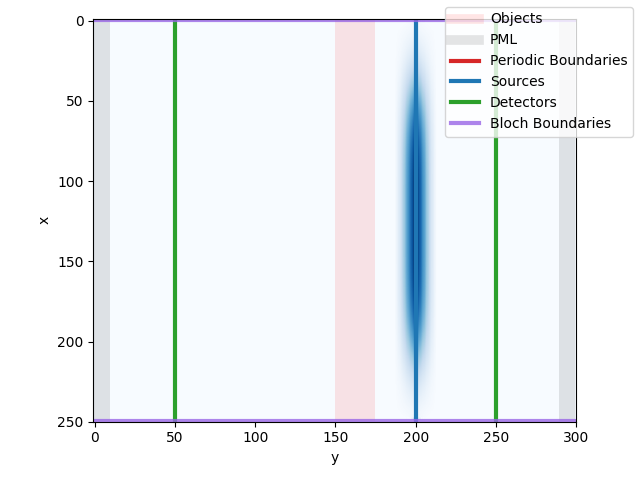 Objects
PML
Periodic Boundaries
Sources
Detectors
Bloch Boundaries
0
50
100
150
200
250
x
0
50
100
150
200
250
300
y